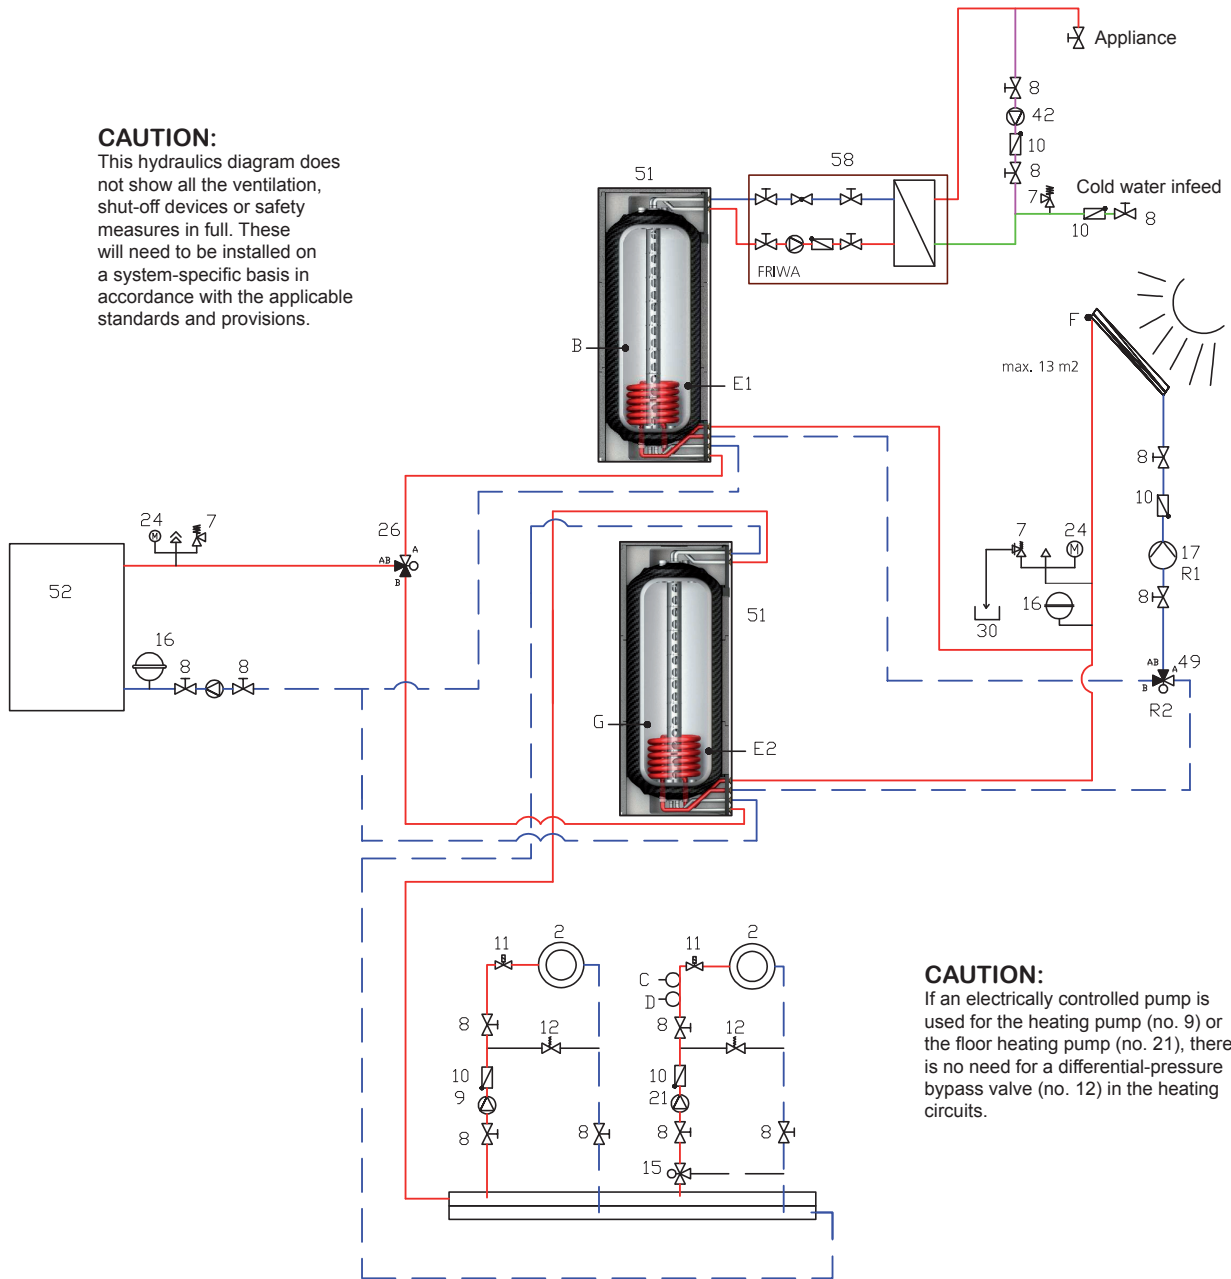 Appliance
8
42
CAUTION:
This hydraulics diagram does
not show all the ventilation,
shut-off devices or safety
measures in full. These
will need to be installed on
a system-specific basis in
accordance with the applicable
standards and provisions.
10
51
58
8
7
Cold water infeed
10
8
FRIWA
F
B
max. 13 m2
E1
8
10
24
7
26
A
AB
B
7
24
17
R1
52
51
16
30
8
16
8
8
AB
A
49
B
R2
G
E2
11
2
11
2
C
D
8
12
8
12
10
9
10
21
8
8
8
8
15
CAUTION:
If an electrically controlled pump is
used for the heating pump (no. 9) or
the floor heating pump (no. 21), there
is no need for a differential-pressure
bypass valve (no. 12) in the heating
circuits.
M
M